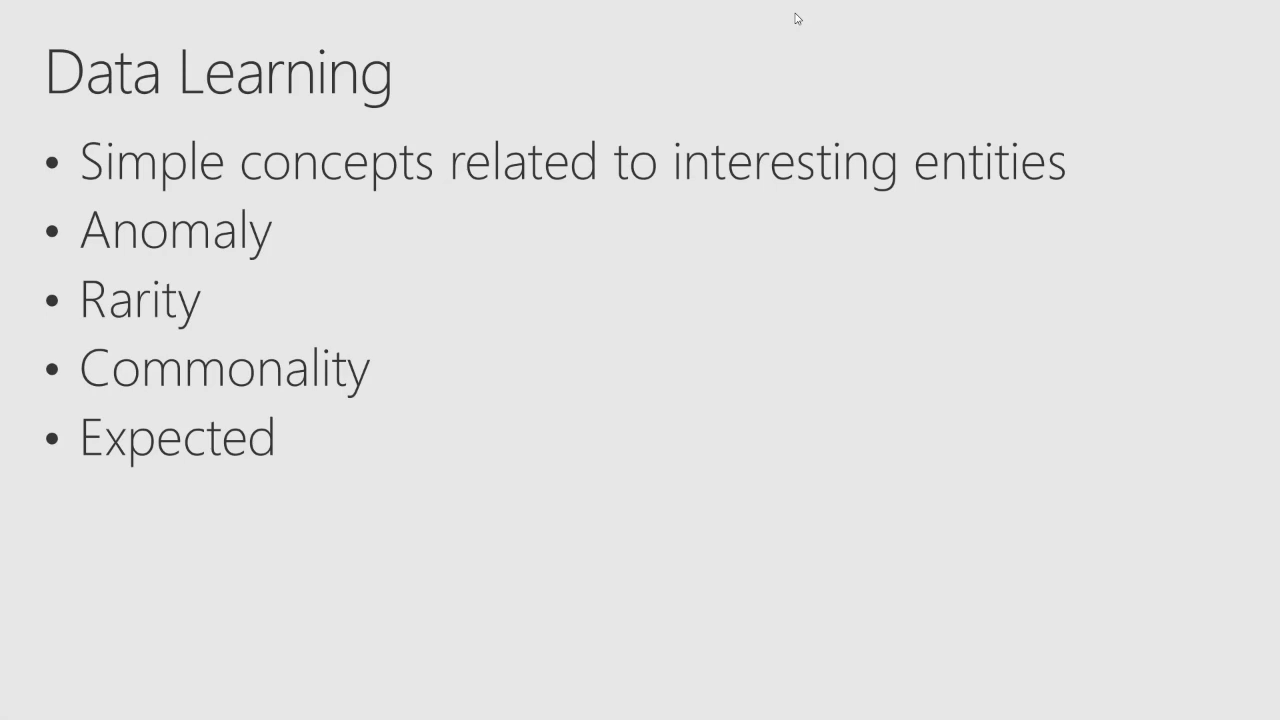 Data Learning
• Simple concepts related to interesting entities
• Anomaly
• Rarity
• Commonality
• Expected